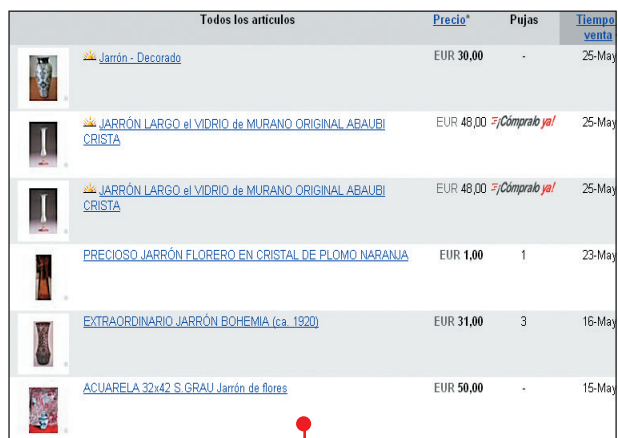 Todos los artículos Precio* Pujas Tiempo
venta
Jarrón - Decorado EUR 30,00 - 25-May
JARRÓN LARGO el VIDRIO de MURANO ORIGINAL ABAUBI EUR 48,00 ¡Cómpralo ya! 25-May
CRISTA
JARRÓN LARGO el VIDRIO de MURANO ORIGINAL ABAUBI EUR 48,00 ¡Cómpralo ya! 25-May
CRISTA
PRECIOSO JARRÓN FLORERO EN CRISTAL DE PLOMO NARANJA EUR 1,00 1 23-May
EXTRAORDINARIO JARRÓN BOHEMIA (ca. 1920) EUR 31,00 3 16-May
ACUARELA 32x42 S.GRAU Jarrón de flores EUR 50,00 - 15-May